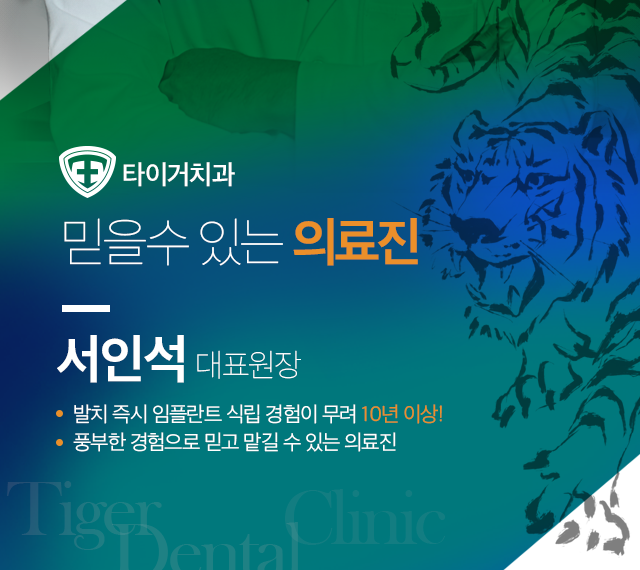 타이거치과
믿을수 있는 의료진
서인석 대표원장
발치 즉시 임플란트 식립 경험이 무려 10년 이상!
풍부한 경험으로 믿고 맡길 수 있는 의료진
Tiger
Dental
Clinic